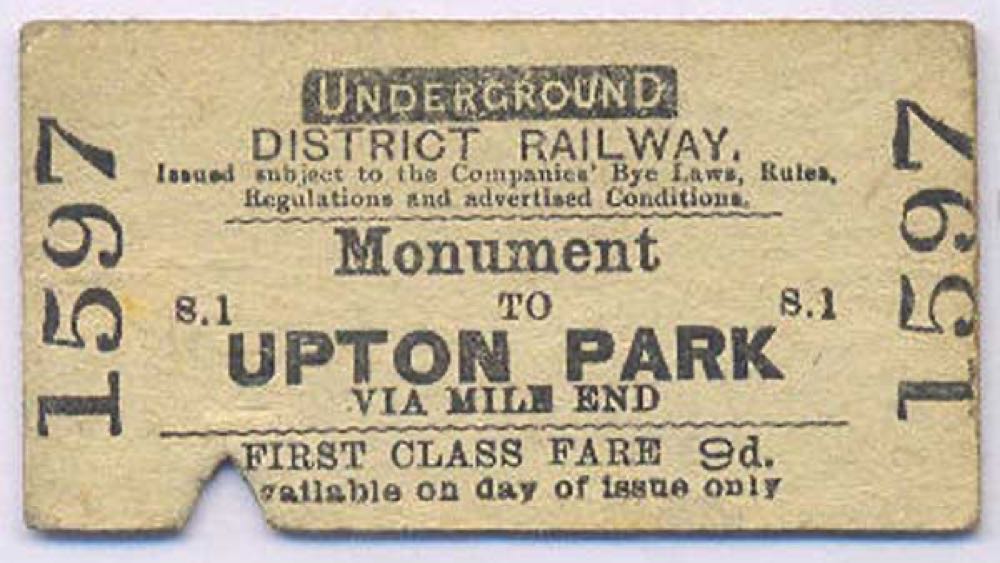 UNDERGROUND
DISTRICT RAILWAY.
Issued subject to the Companies' Bye Laws, Rules,
Regulations and advertised Conditions.
Monument
8.1 TO 8.1
UPTON PARK
VIA MILE END
FIRST CLASS FARE 9d.
vailable on day of issue only
1597
1597